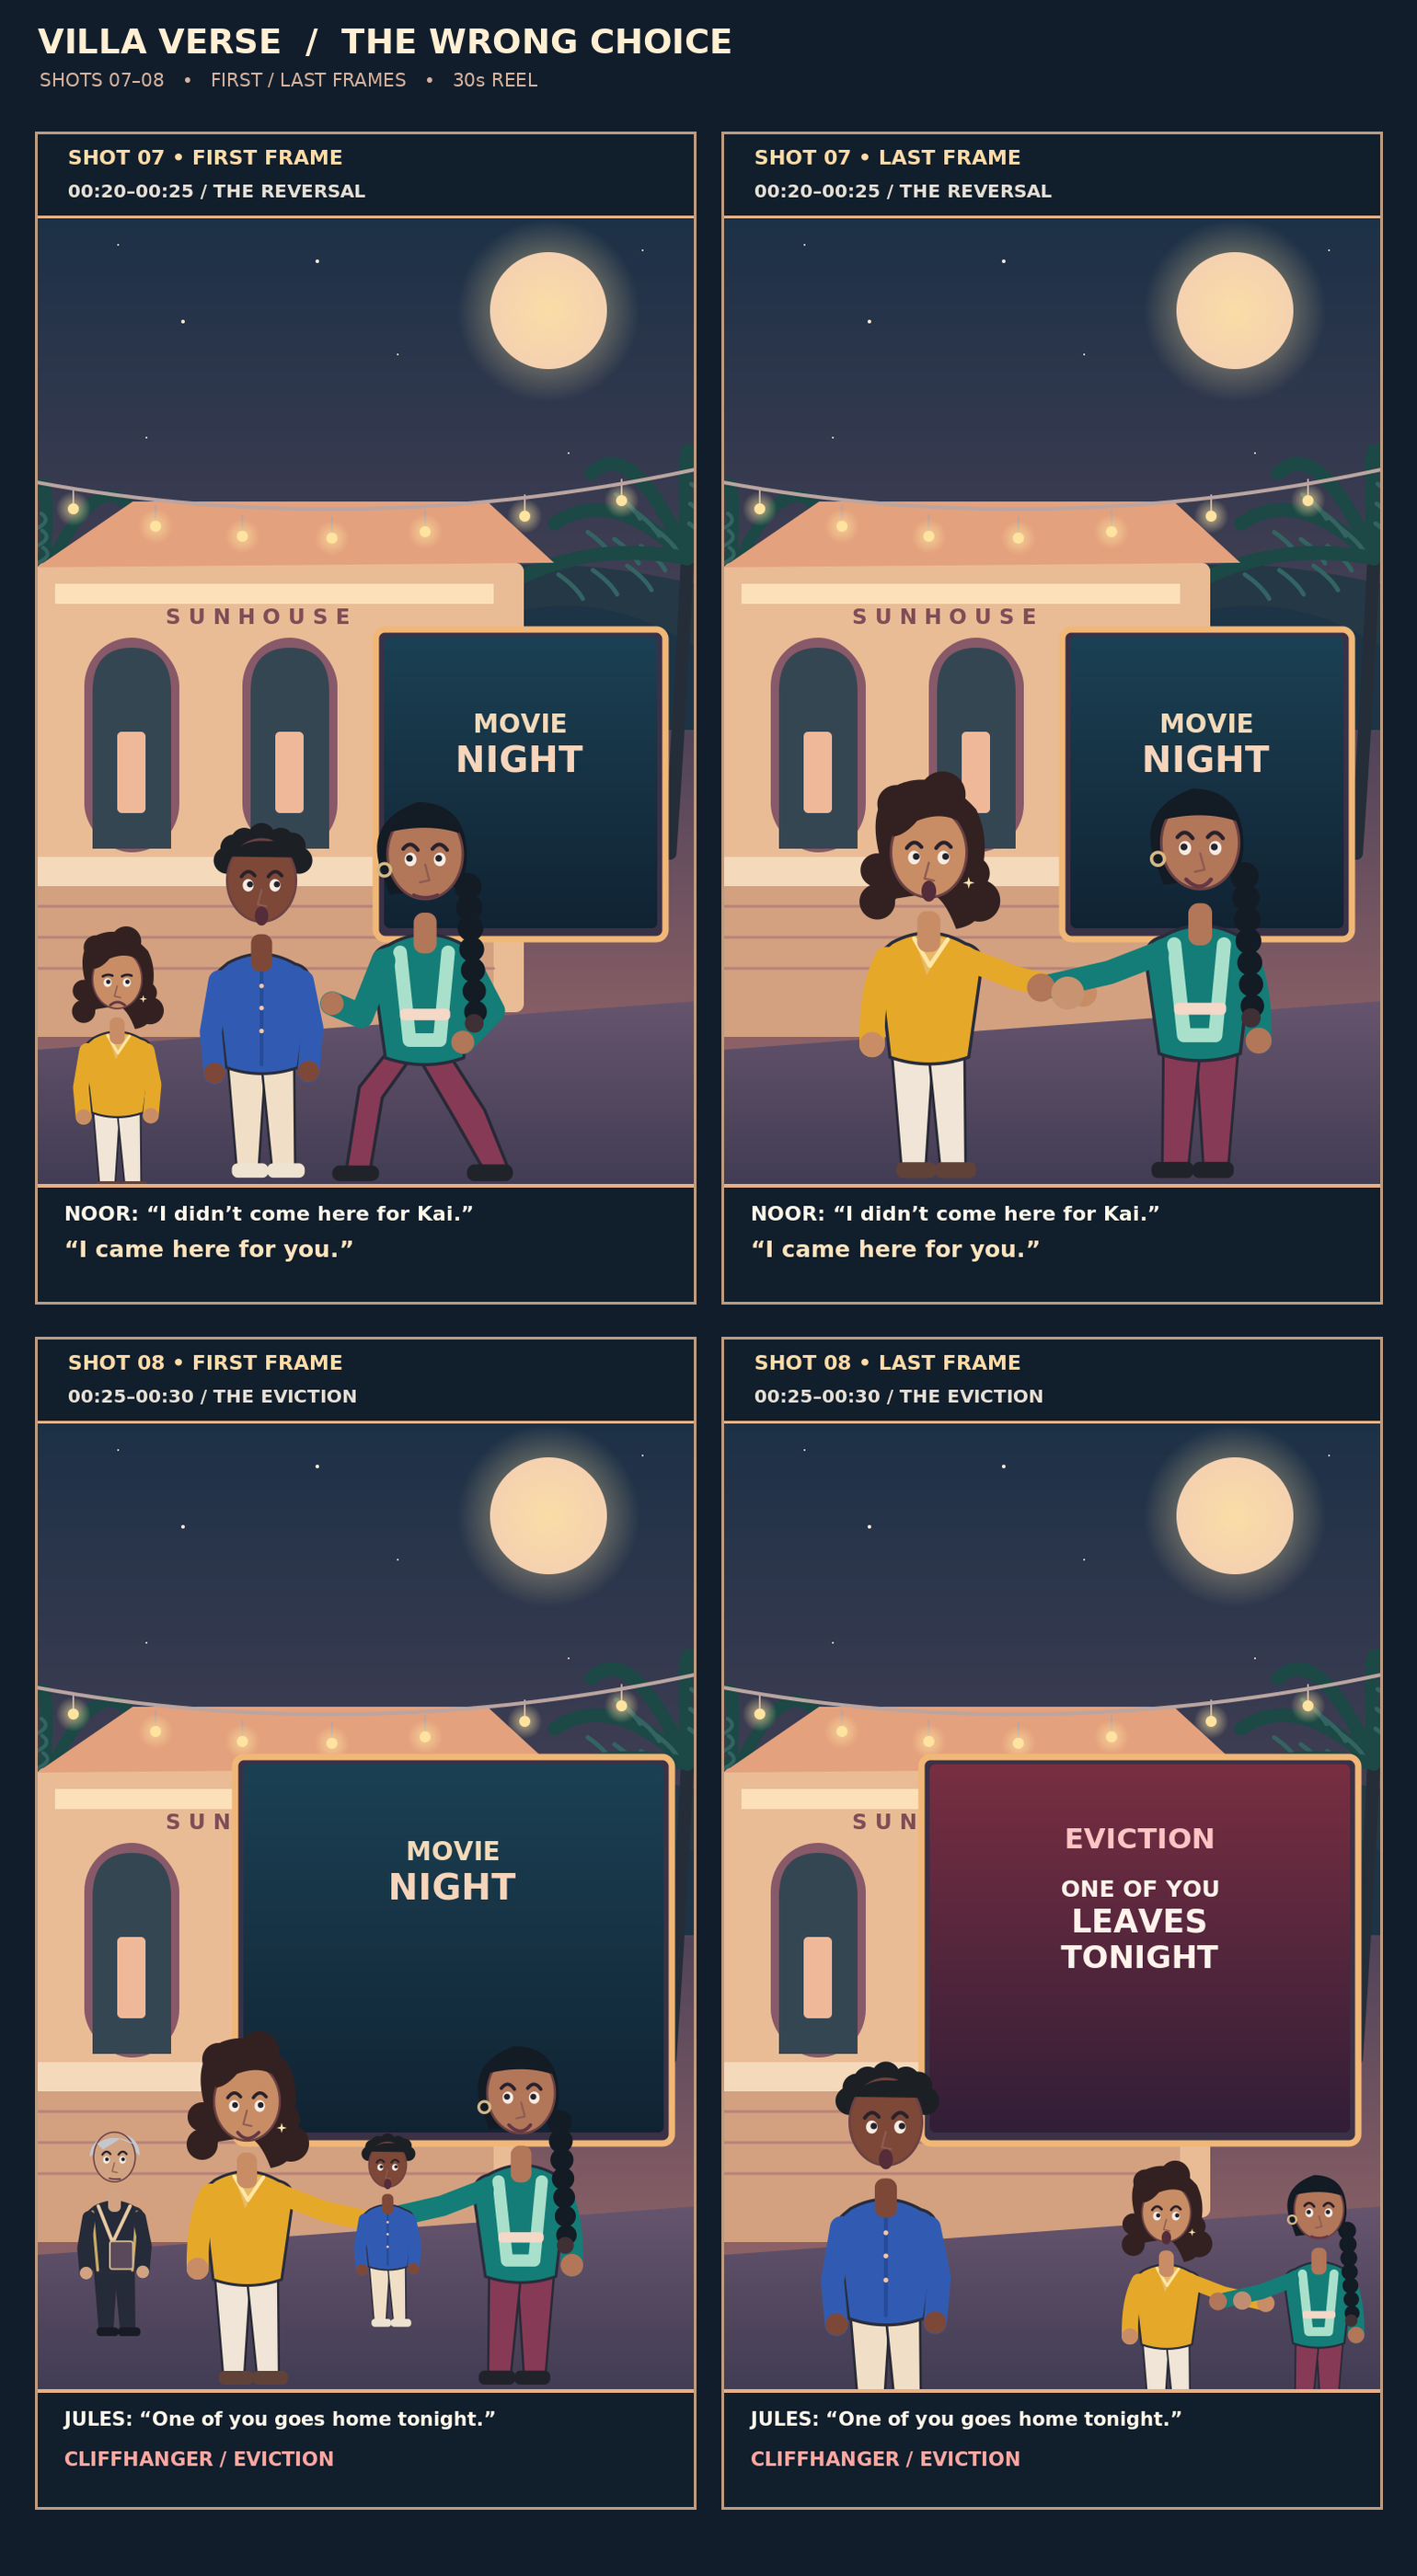 VILLA VERSE / THE WRONG CHOICE
SHOTS 07–08 • FIRST / LAST FRAMES • 30s REEL
SHOT 07 • FIRST FRAME
00:20–00:25 / THE REVERSAL
SUNHOUSE
MOVIE
NIGHT
NOOR: “I didn’t come here for Kai.”
“I came here for you.”
SHOT 07 • LAST FRAME
00:20–00:25 / THE REVERSAL
SUNHOUSE
MOVIE
NIGHT
NOOR: “I didn’t come here for Kai.”
“I came here for you.”
SHOT 08 • FIRST FRAME
00:25–00:30 / THE EVICTION
SUN
MOVIE
NIGHT
JULES: “One of you goes home tonight.”
CLIFFHANGER / EVICTION
SHOT 08 • LAST FRAME
00:25–00:30 / THE EVICTION
SUN
EVICTION
ONE OF YOU
LEAVES
TONIGHT
JULES: “One of you goes home tonight.”
CLIFFHANGER / EVICTION